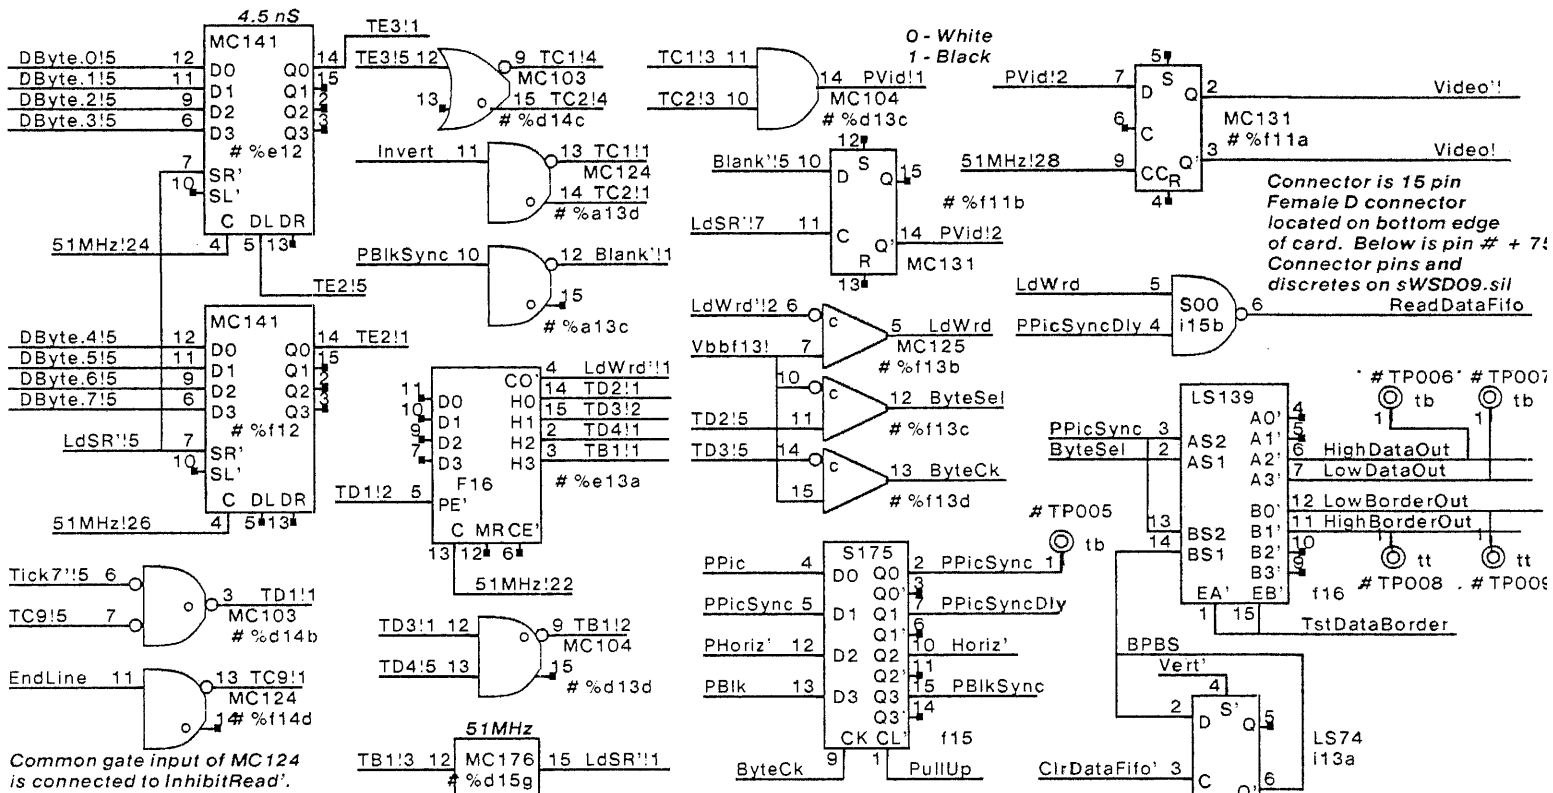 4.5 nS
MC141
DByte.0!5 12 D0 Q0 14 TE3!1
DByte.1!5 11 D1 Q1 15
DByte.2!5 9 D2 Q2 2
DByte.3!5 6 D3 Q3 3
# %e12
7 SR'
10 SL'
C DL DR
51MHz!24 4 5 13
TE2!5
MC141
DByte.4!5 12 D0 Q0 14 TE2!1
DByte.5!5 11 D1 Q1 15
DByte.6!5 9 D2 Q2 2
DByte.7!5 6 D3 Q3 3
# %f12
LdSR'!5 7 SR'
10 SL'
C DL DR
51MHz!26 4 5 13
Tick7'!5 6
3 TD1!1
MC103
TC9!5 7
# %d14b
EndLine 11
13 TC9!1
MC124
14 # %f14d
Common gate input of MC124
is connected to InhibitRead'.
TE3!5 12
9 TC1!4
MC103
13
15 TC2!4
# %d14c
Invert 11
13 TC1!1
MC124
14 TC2!1
# %a13d
PBlkSync 10
12 Blank'!1
15
# %a13c
CO' 4 LdWrd'!1
11 D0 H0 14 TD2!1
10 D1 H1 15 TD3!2
9 D2 H2 2 TD4!1
7 D3 H3 3 TB1!1
F16
# %e13a
TD1!2 5 PE'
C MR CE'
13 12 6
51MHz!22
TD3!1 12
9 TB1!2
MC104
TD4!5 13
15
# %d13d
51MHz
TB1!3 12 MC176 15 LdSR'!1
# %d15g
TC1!3 11
14 PVid!1
MC104
TC2!3 10
# %d13c
0 - White
1 - Black
12
Blank'!5 10 D S Q 15
# %f11b
LdSR'!7 11 C
Q' 14 PVid!2
R
MC131
13
LdWrd'!2 6
C
5 LdWrd
MC125
Vbbf13! 7
# %f13b
10
C
12 ByteSel
TD2!5 11
# %f13c
TD3!5 14
C
13 ByteCk
15
# %f13d
S175
PPic 4 D0 Q0 2 PPicSync 1
Q0' 3
PPicSync 5 D1 Q1 7 PPicSyncDly
Q1' 6
PHoriz' 12 D2 Q2 10 Horiz'
Q2' 11
PBlk 13 D3 Q3 15 PBlkSync
Q3' 14
CK CL' f15
ByteCk 9 1 PullUp
# TP005
tb
5
PVid!2 7 D S Q 2 Video'!
MC131
6 C
# %f11a
51MHz!28 9 CC Q' 3 Video!
R
4
Connector is 15 pin
Female D connector
located on bottom edge
of card. Below is pin # + 75
Connector pins and
discretes on sWSD09.sil
LdWrd 5
S00
6 ReadDataFifo
PPicSyncDly 4
i15b
# TP006
tb
1
# TP007
tb
1
LS139
A0' 4
PPicSync 3 AS2 A1' 5
ByteSel 2 AS1 A2' 6 HighDataOut
A3' 7 LowDataOut
B0' 12 LowBorderOut
13 BS2 B1' 11 HighBorderOut
14 BS1 B2' 10
B3' 9
EA' EB' f16
1 15
TstDataBorder
1
tt
# TP008
1
tt
# TP009
BPBS
Vert'
4
2 D S' Q 5
LS74
i13a
ClrDataFifo' 3 C
Q' 6